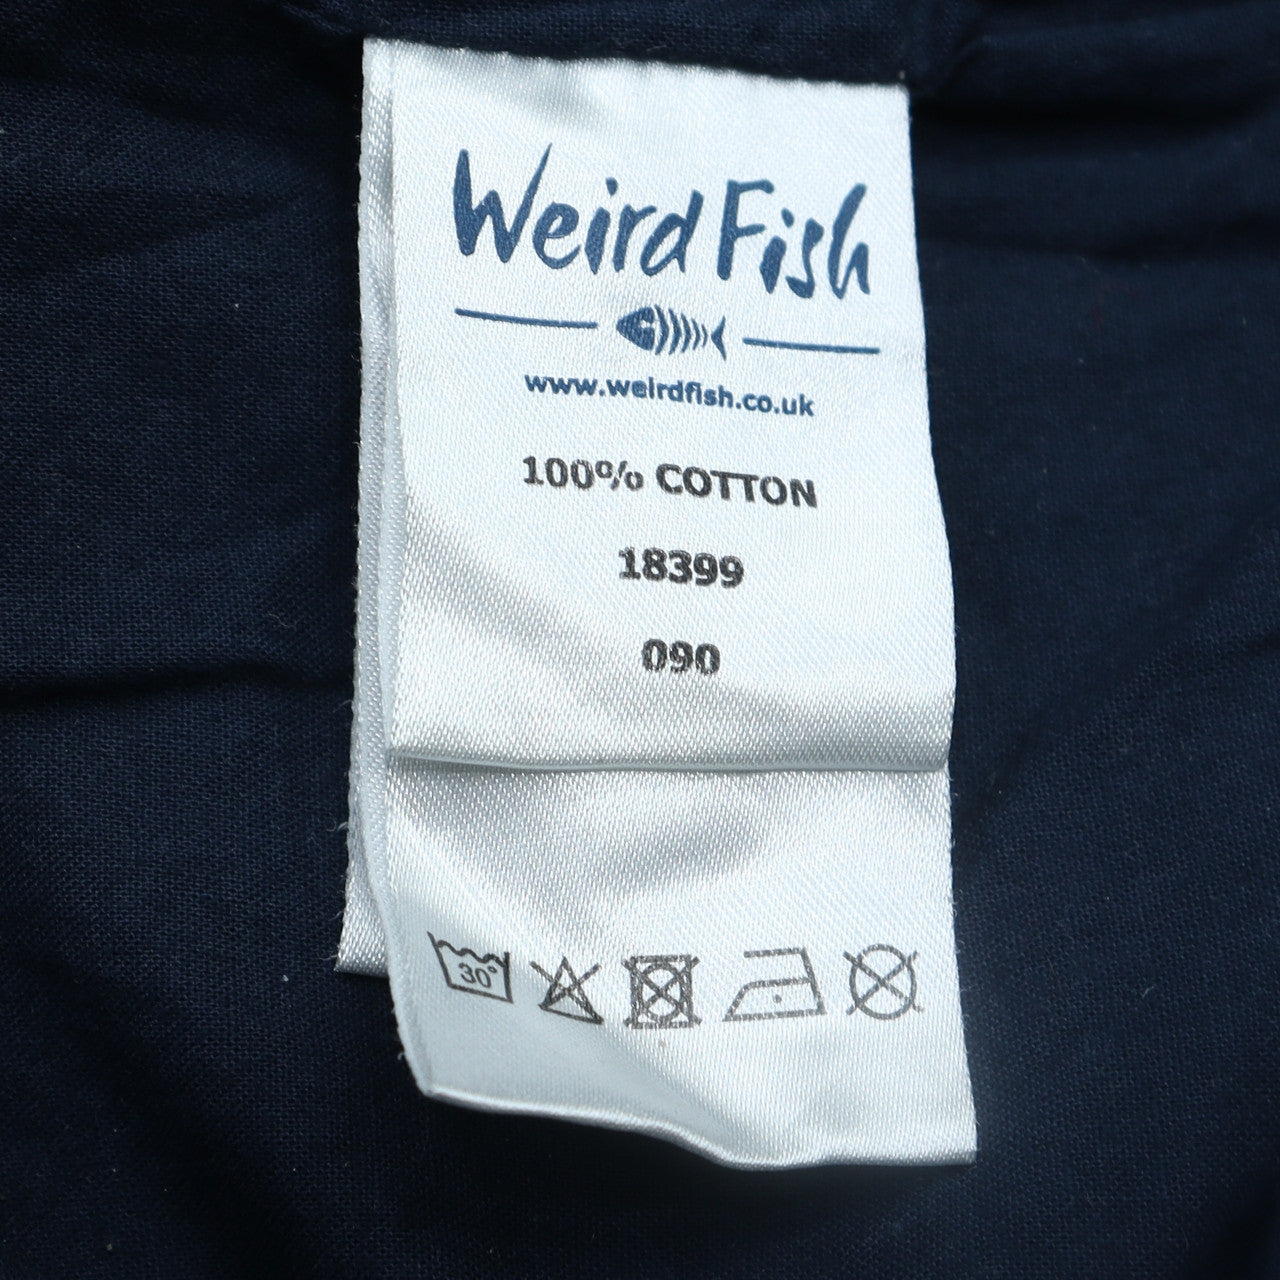 Weird Fish
www.weirdfish.co.uk
100% COTTON
18399
090
30°